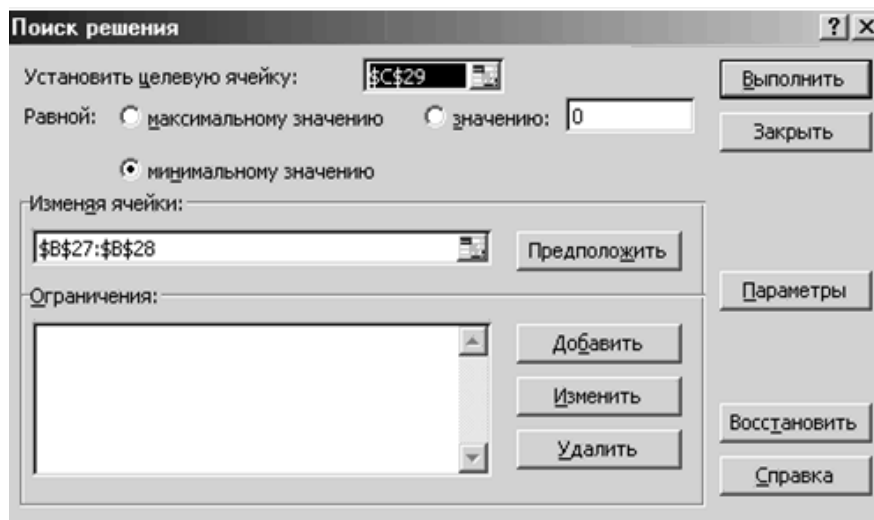 Поиск решения
Установить целевую ячейку: $C$29
Выполнить
Равной: максимальному значению значению: 0
Закрыть
минимальному значению
Изменяя ячейки:
$B$27:$B$28 Предположить
Параметры
Ограничения:
Добавить
Изменить
Восстановить
Удалить
Справка